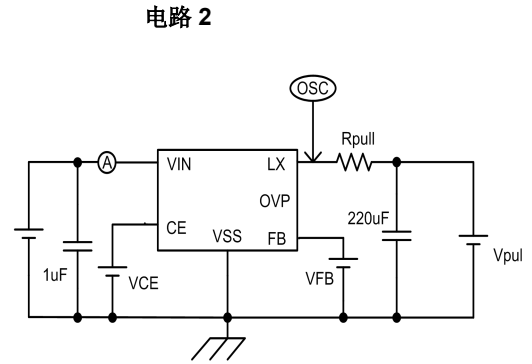 电路 2
OSC
Rpull
A
VIN
LX
OVP
CE
VSS
FB
220uF
1uF
VCE
VFB
Vpul